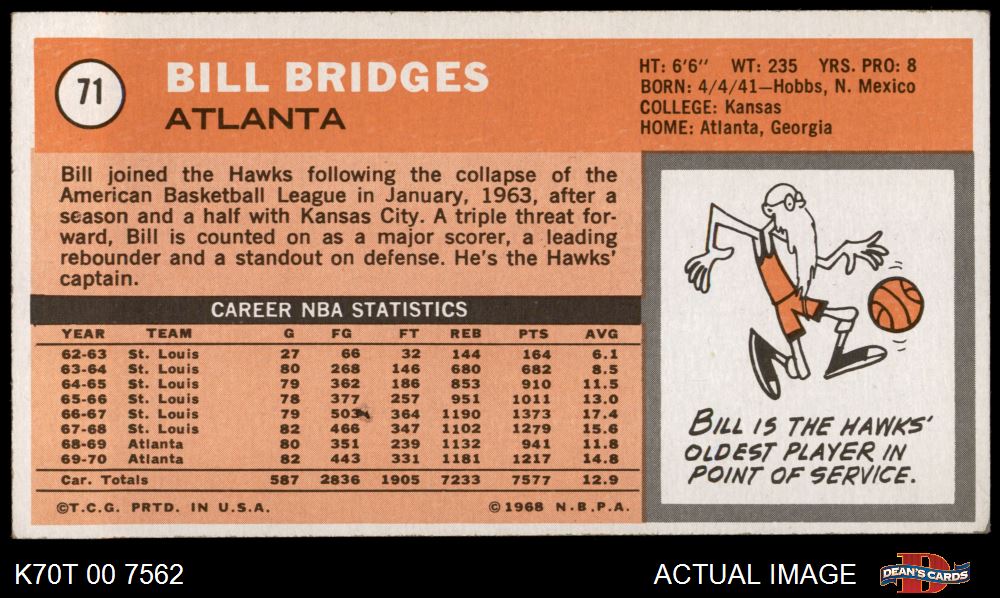 71
BILL BRIDGES
ATLANTA
HT: 6'6" WT: 235 YRS. PRO: 8
BORN: 4/4/41—Hobbs, N. Mexico
COLLEGE: Kansas
HOME: Atlanta, Georgia
Bill joined the Hawks following the collapse of the
American Basketball League in January, 1963, after a
season and a half with Kansas City. A triple threat for-
ward, Bill is counted on as a major scorer, a leading
rebounder and a standout on defense. He's the Hawks'
captain.
CAREER NBA STATISTICS
YEAR TEAM G FG FT REB PTS AVG
62-63 St. Louis 27 66 32 144 164 6.1
63-64 St. Louis 80 268 146 680 682 8.5
64-65 St. Louis 79 362 186 853 910 11.5
65-66 St. Louis 78 377 257 951 1011 13.0
66-67 St. Louis 79 503 364 1190 1373 17.4
67-68 St. Louis 82 466 347 1102 1279 15.6
68-69 Atlanta 80 351 239 1132 941 11.8
69-70 Atlanta 82 443 331 1181 1217 14.8
Car. Totals 587 2836 1905 7233 7577 12.9
©T.C.G. PRTD. IN U.S.A. ©1968 N.B.P.A.
BILL IS THE HAWKS'
OLDEST PLAYER IN
POINT OF SERVICE.
K70T 00 7562
ACTUAL IMAGE
D
DEAN'S CARDS